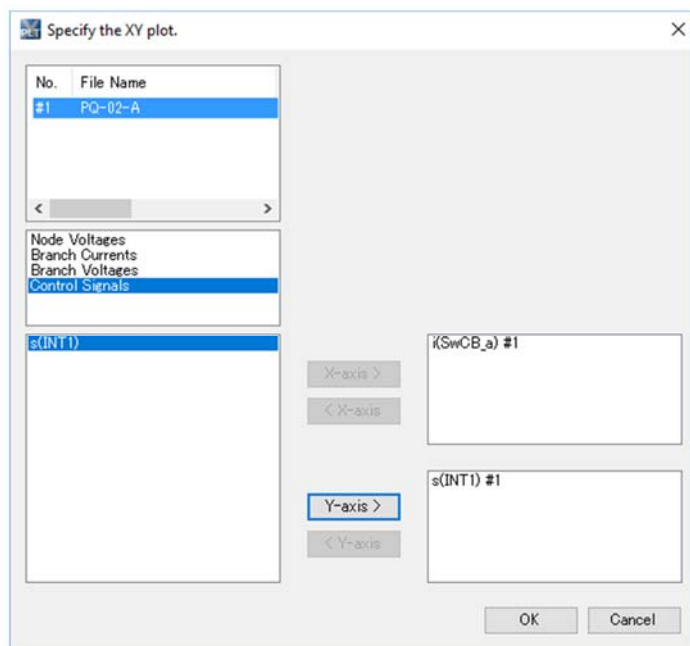 Specify the XY plot.
No. File Name
#1 PQ-02-A
Node Voltages
Branch Currents
Branch Voltages
Control Signals
s(INT1)
X-axis >
< X-axis
i(SwCB_a) #1
Y-axis >
< Y-axis
s(INT1) #1
OK Cancel